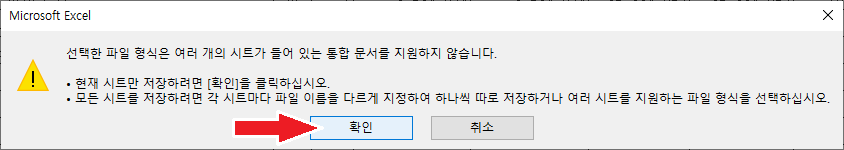 Microsoft Excel
선택한 파일 형식은 여러 개의 시트가 들어 있는 통합 문서를 지원하지 않습니다.
• 현재 시트만 저장하려면 [확인]을 클릭하십시오.
• 모든 시트를 저장하려면 각 시트마다 파일 이름을 다르게 지정하여 하나씩 따로 저장하거나 여러 시트를 지원하는 파일 형식을 선택하십시오.
확인 취소